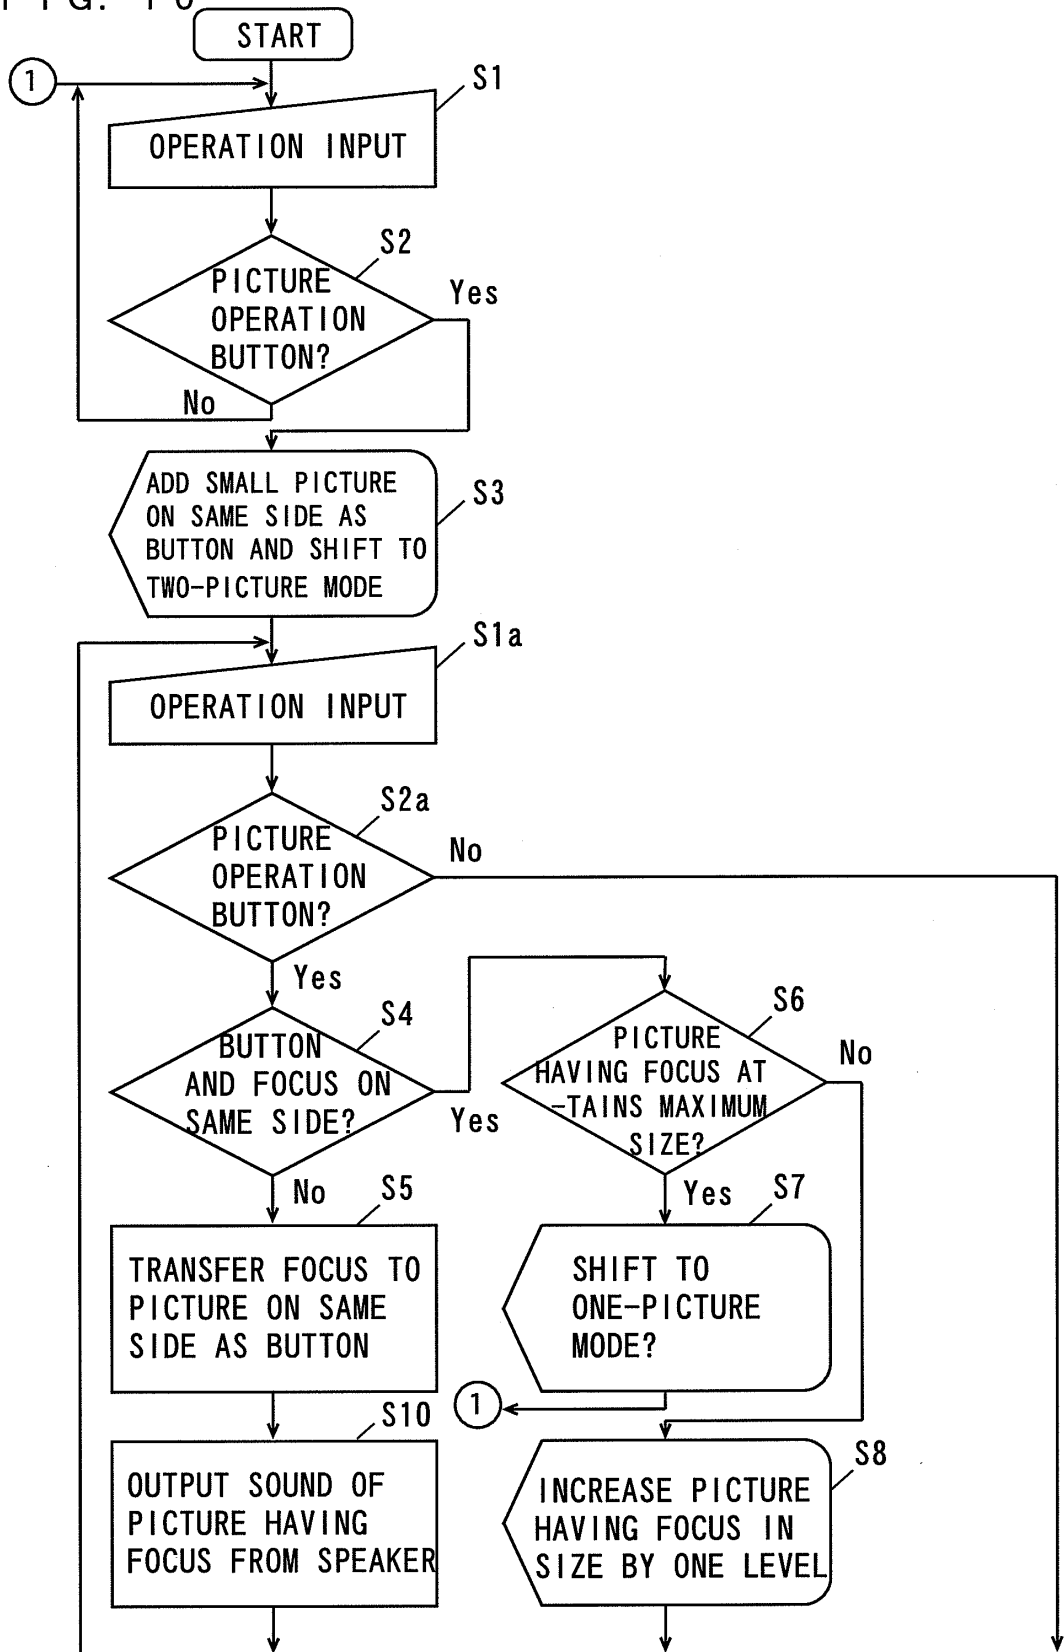 FIG. 10
START
1
S1
OPERATION INPUT
S2
PICTURE
OPERATION
BUTTON?
Yes
No
S3
ADD SMALL PICTURE
ON SAME SIDE AS
BUTTON AND SHIFT TO
TWO-PICTURE MODE
S1a
OPERATION INPUT
S2a
PICTURE
OPERATION
BUTTON?
No
Yes
S4
BUTTON
AND FOCUS ON
SAME SIDE?
Yes
No
S6
PICTURE
HAVING FOCUS AT
-TAINS MAXIMUM
SIZE?
No
Yes
S5
TRANSFER FOCUS TO
PICTURE ON SAME
SIDE AS BUTTON
S7
SHIFT TO
ONE-PICTURE
MODE?
1
S10
OUTPUT SOUND OF
PICTURE HAVING
FOCUS FROM SPEAKER
S8
INCREASE PICTURE
HAVING FOCUS IN
SIZE BY ONE LEVEL